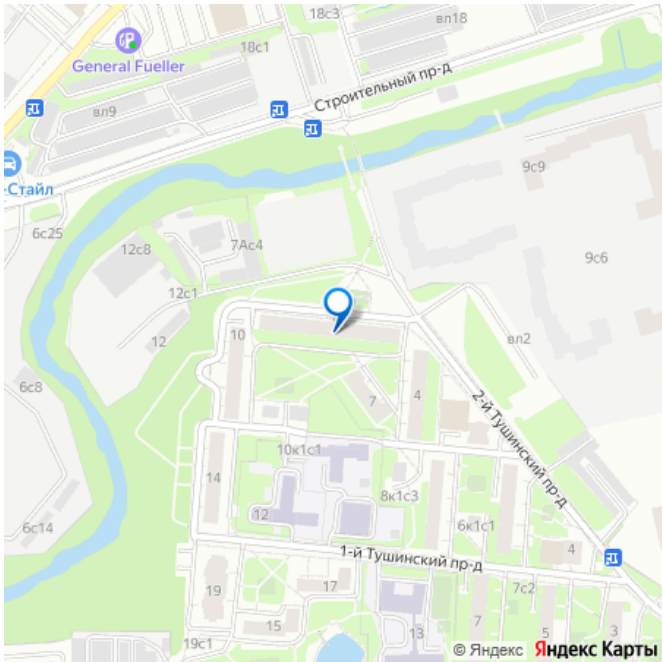 18с3
вл18
18с1
General Fueller
Строительный пр-д
вл9
-Стайл
9с9
6с25
12с8
7Ас4
9с6
12с1
10
12
вл2
6с8
7
4
2-й Тушинский пр-д
10к1с1
14
8к1с3
12
6к1с1
6с14
1-й Тушинский пр-д
4
17
7с2
19
15
13
7
5
3
19с1
© Яндекс Яндекс Карты